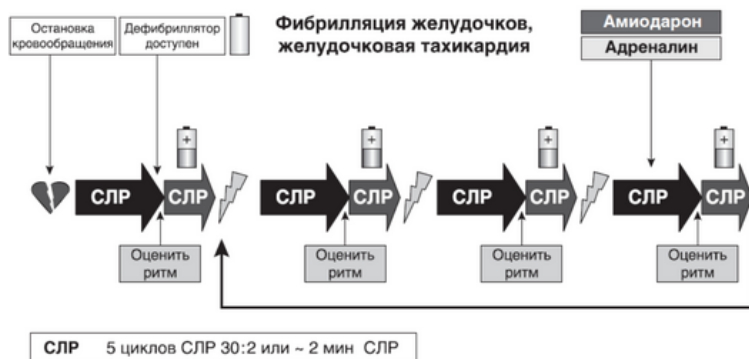 Остановка
кровообращения
Дефибриллятор
доступен
Фибрилляция желудочков,
желудочковая тахикардия
Амиодарон
Адреналин
СЛР
СЛР
СЛР
СЛР
СЛР
СЛР
СЛР
СЛР
Оценить
ритм
Оценить
ритм
Оценить
ритм
Оценить
ритм
СЛР 5 циклов СЛР 30:2 или ~ 2 мин СЛР